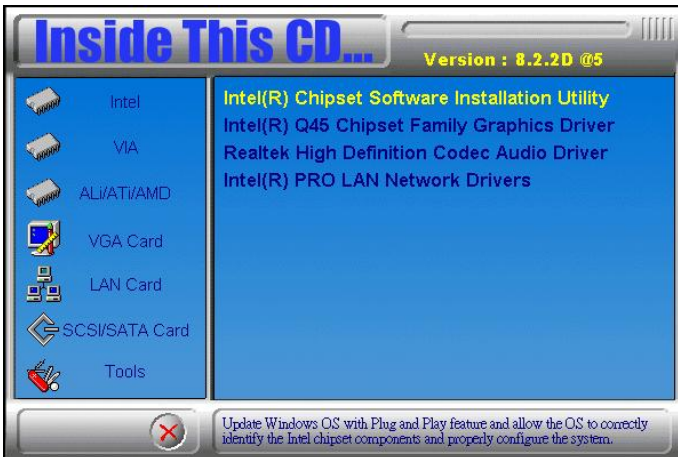 Inside This CD...
Version : 8.2.2D @5
Intel
VIA
ALi/ATi/AMD
VGA Card
LAN Card
SCSI/SATA Card
Tools
Intel(R) Chipset Software Installation Utility
Intel(R) Q45 Chipset Family Graphics Driver
Realtek High Definition Codec Audio Driver
Intel(R) PRO LAN Network Drivers
Update Windows OS with Plug and Play feature and allow the OS to correctly
identify the Intel chipset components and properly configure the system.